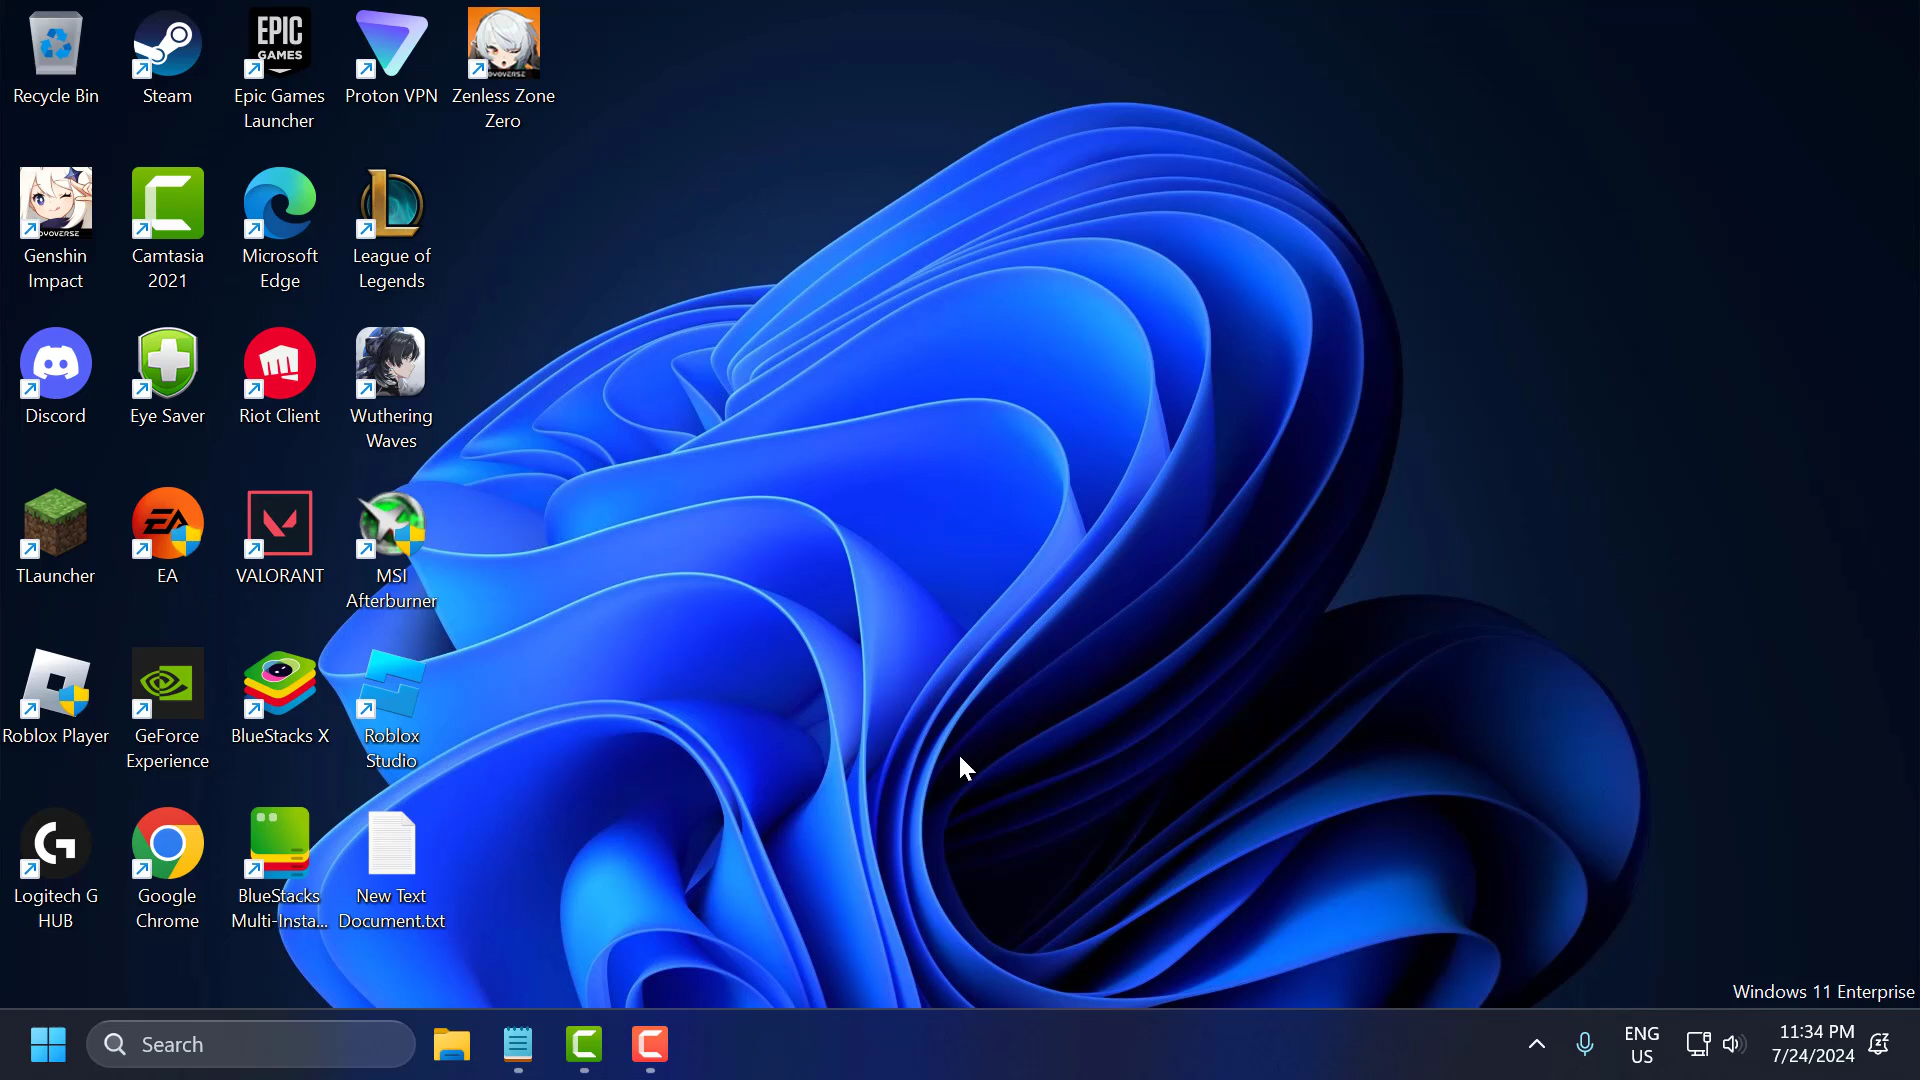 EPIC
GAMES
Recycle Bin
Steam
Epic Games
Launcher
Proton VPN
Zenless Zone
Zero
Genshin
Impact
Camtasia
2021
Microsoft
Edge
League of
Legends
Discord
Eye Saver
Riot Client
Wuthering
Waves
EA
TLauncher
EA
VALORANT
MSI
Afterburner
Roblox Player
GeForce
Experience
BlueStacks X
Roblox
Studio
Logitech G
HUB
Google
Chrome
BlueStacks
Multi-Insta...
New Text
Document.txt
Windows 11 Enterprise
Search
ENG
US
11:34 PM
7/24/2024